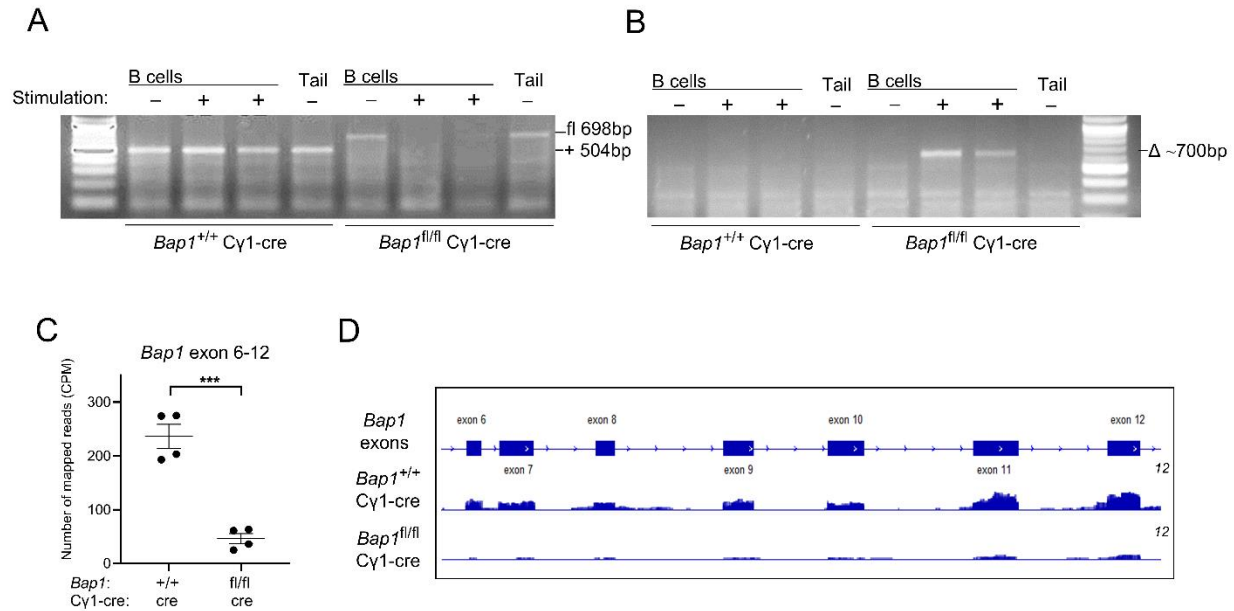 A
B cells Tail B cells Tail
Stimulation: – + + – – + + –
fl 698bp
+ 504bp
Bap1+/+ Cγ1-cre Bap1fl/fl Cγ1-cre
B
B cells Tail B cells Tail
– + + – – + + –
Δ ~700bp
Bap1+/+ Cγ1-cre Bap1fl/fl Cγ1-cre
C
Bap1 exon 6-12
Number of mapped reads (CPM)
***
300
200
100
0
Bap1: +/+ fl/fl
Cγ1-cre: cre cre
D
Bap1 exons
exon 6 exon 8 exon 10 exon 12
exon 7 exon 9 exon 11
Bap1+/+ Cγ1-cre
12
Bap1fl/fl Cγ1-cre
12